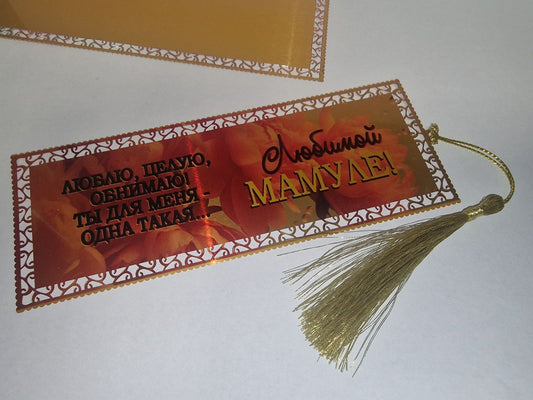 ЛЮБЛЮ, ЦЕЛУЮ,
ОБНИМАЮ!
ТЫ ДЛЯ МЕНЯ -
ОДНА ТАКАЯ...
Любимой
МАМУЛЕ!